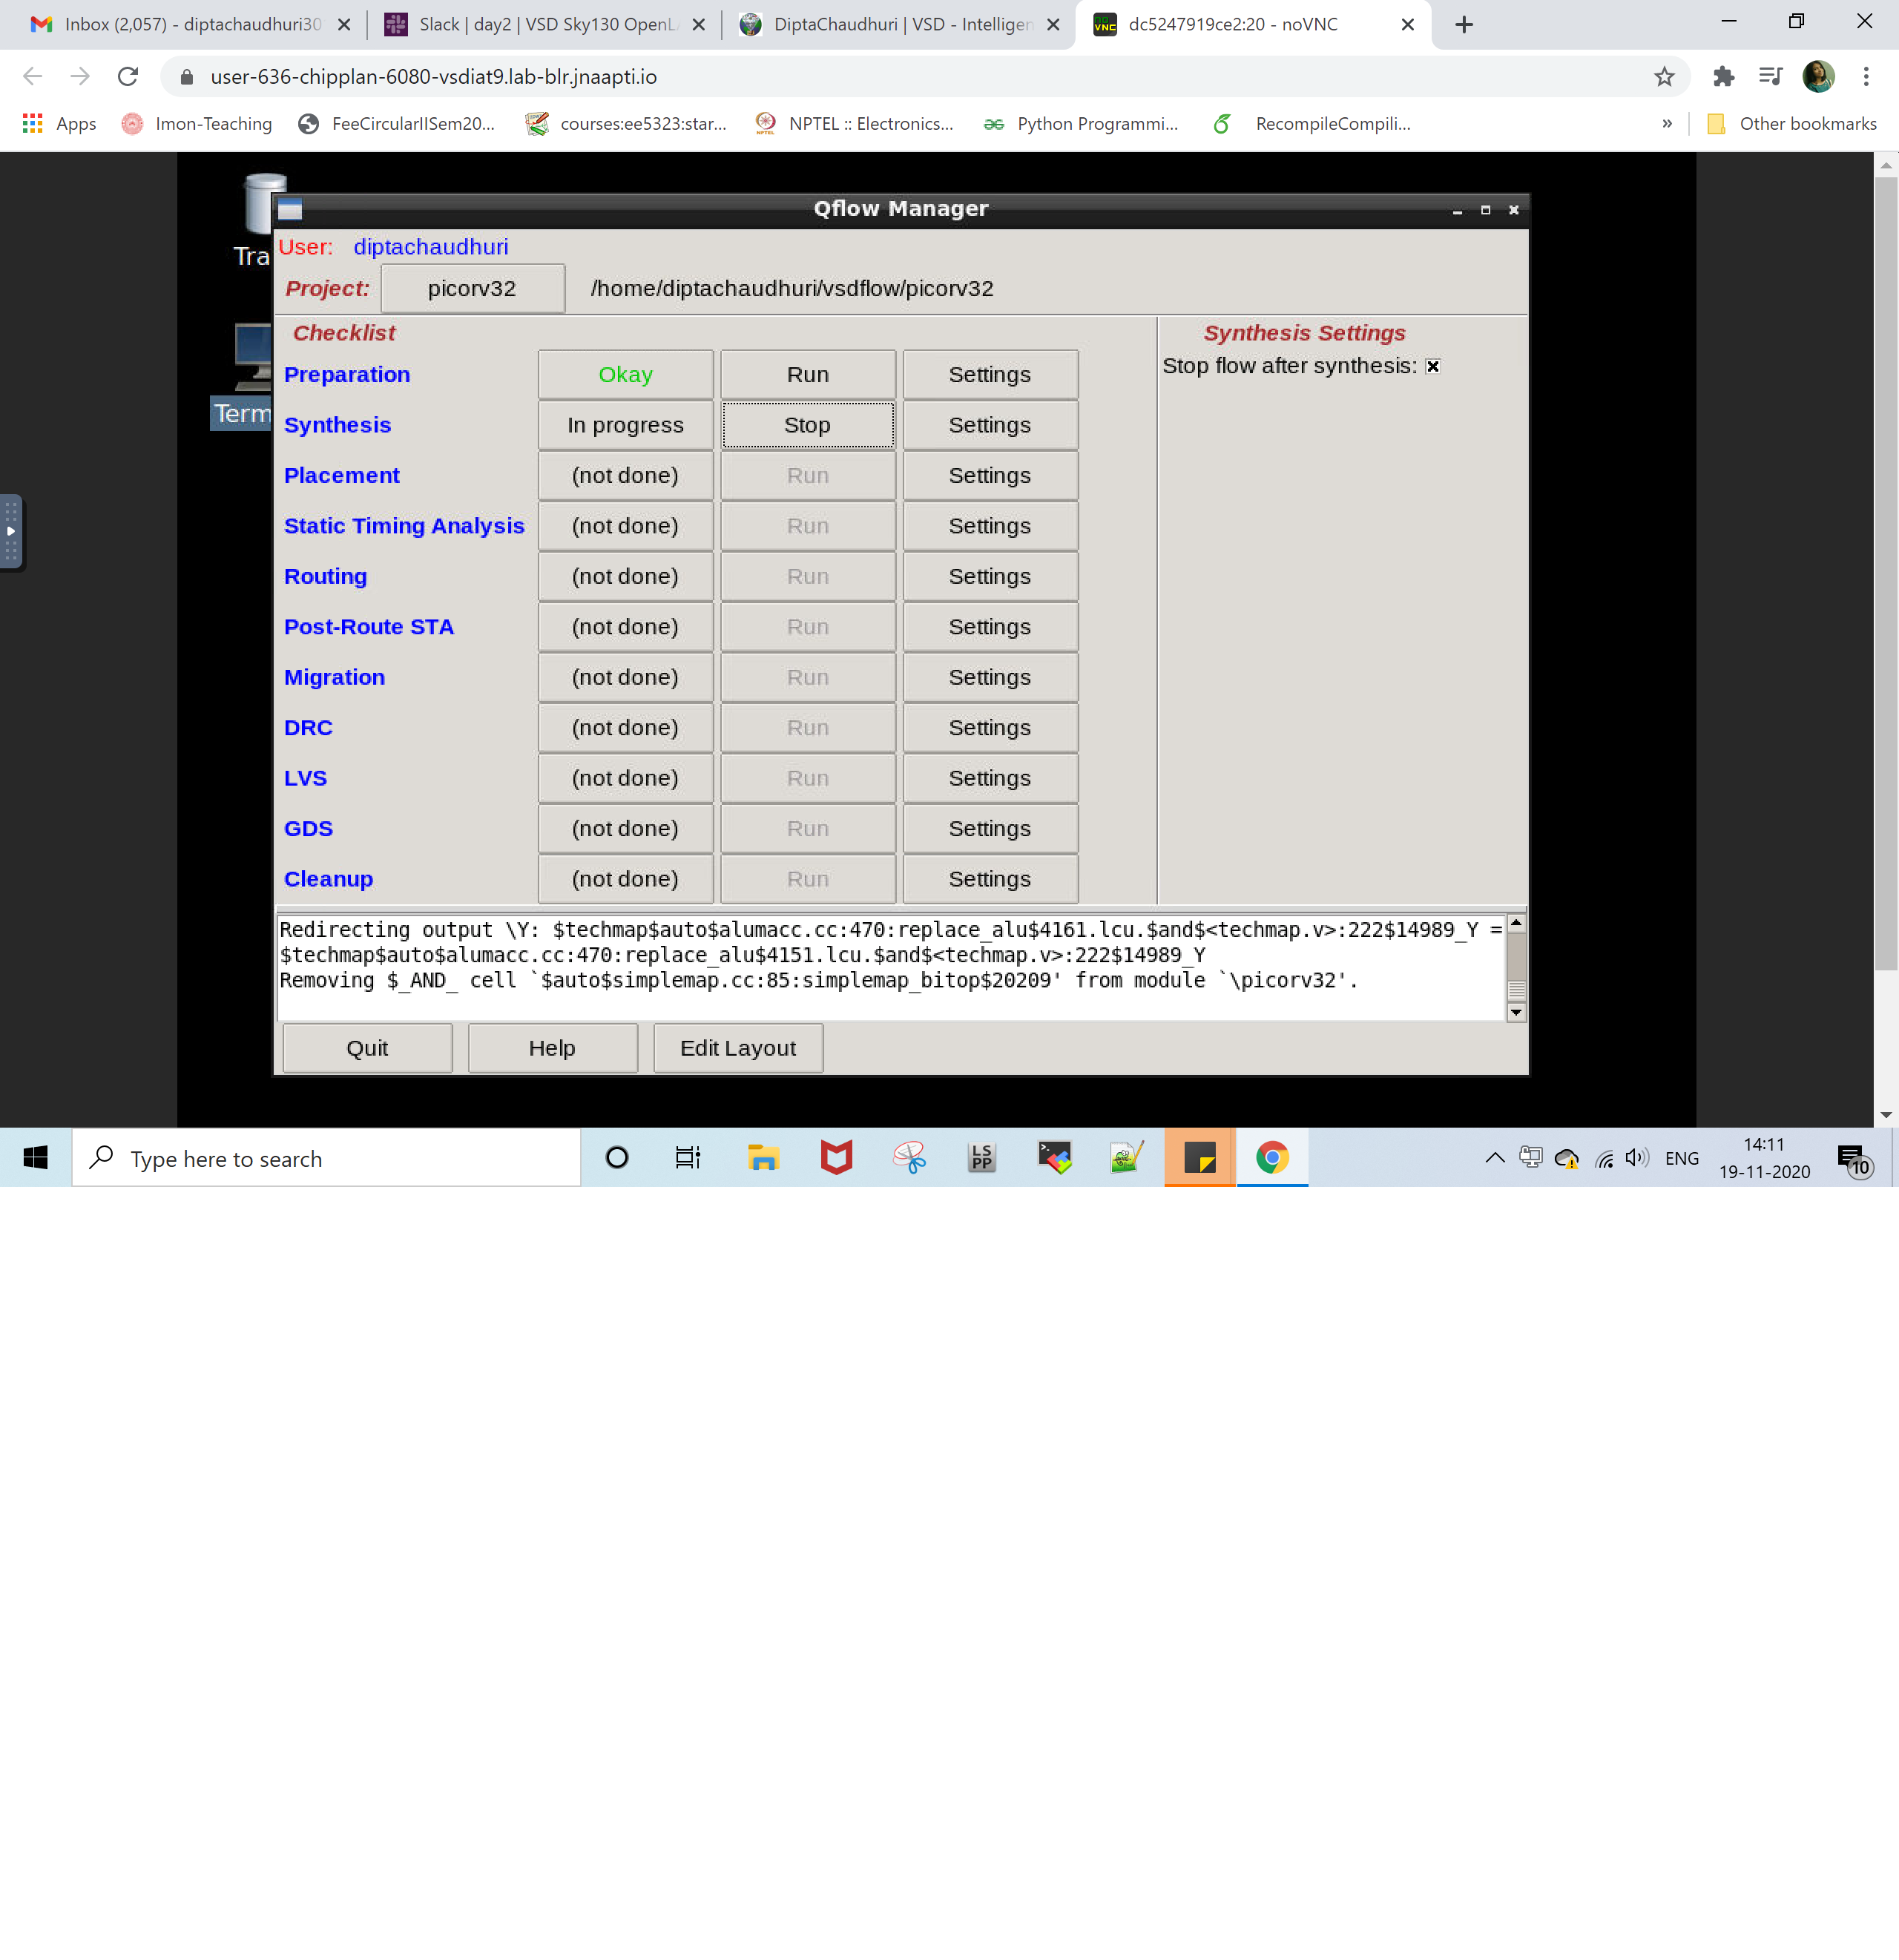 Inbox (2,057) - diptachaudhuri30
Slack | day2 | VSD Sky130 OpenL
DiptaChaudhuri | VSD - Intelligen
dc5247919ce2:20 - noVNC
user-636-chipplan-6080-vsdiat9.lab-blr.jnaapti.io
Apps
Imon-Teaching
FeeCircularIISem20...
courses:ee5323:star...
NPTEL :: Electronics...
Python Programmi...
RecompileCompili...
»
Other bookmarks
Qflow Manager
Tra
User: diptachaudhuri
Project: picorv32 /home/diptachaudhuri/vsdflow/picorv32
Term
Checklist
Preparation Okay Run Settings
Synthesis In progress Stop Settings
Placement (not done) Run Settings
Static Timing Analysis (not done) Run Settings
Routing (not done) Run Settings
Post-Route STA (not done) Run Settings
Migration (not done) Run Settings
DRC (not done) Run Settings
LVS (not done) Run Settings
GDS (not done) Run Settings
Cleanup (not done) Run Settings
Synthesis Settings
Stop flow after synthesis:
Redirecting output \Y: $techmap$auto$alumacc.cc:470:replace_alu$4161.lcu.$and$<techmap.v>:222$14989_Y =
$techmap$auto$alumacc.cc:470:replace_alu$4151.lcu.$and$<techmap.v>:222$14989_Y
Removing $_AND_ cell `$auto$simplemap.cc:85:simplemap_bitop$20209' from module `\picorv32'.
Quit Help Edit Layout
Type here to search
LS
PP
ENG
14:11
19-11-2020
10